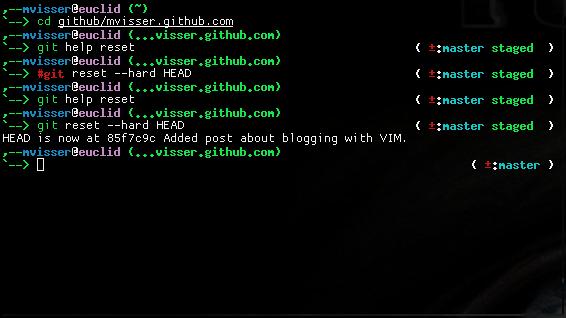 ,--mvisser@euclid (~)
`--> cd github/mvisser.github.com
,--mvisser@euclid (...visser.github.com)
`--> git help reset ( ±:master staged )
,--mvisser@euclid (...visser.github.com)
`--> #git reset --hard HEAD ( ±:master staged )
,--mvisser@euclid (...visser.github.com)
`--> git help reset ( ±:master staged )
,--mvisser@euclid (...visser.github.com)
`--> git reset --hard HEAD ( ±:master staged )
HEAD is now at 85f7c9c Added post about blogging with VIM.
,--mvisser@euclid (...visser.github.com)
`--> ( ±:master )